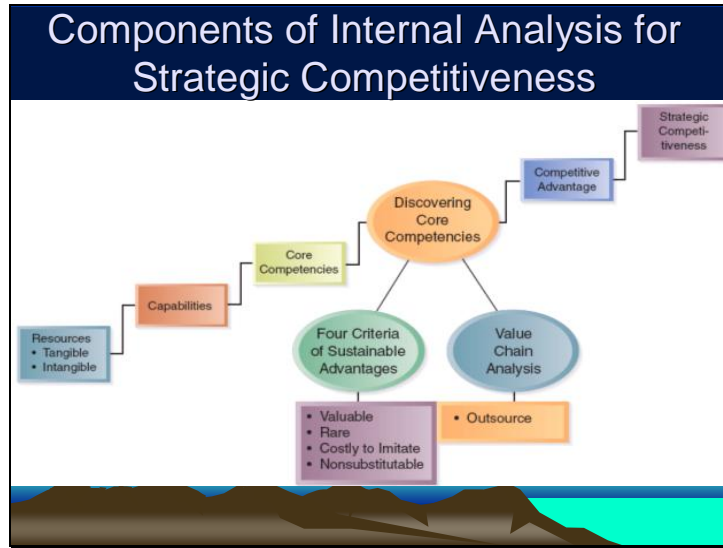 Components of Internal Analysis for
Strategic Competitiveness
Strategic
Competi-
tiveness
Competitive
Advantage
Discovering
Core
Competencies
Core
Competencies
Capabilities
Resources
• Tangible
• Intangible
Four Criteria
of Sustainable
Advantages
Value
Chain
Analysis
• Valuable
• Rare
• Costly to Imitate
• Nonsubstitutable
• Outsource